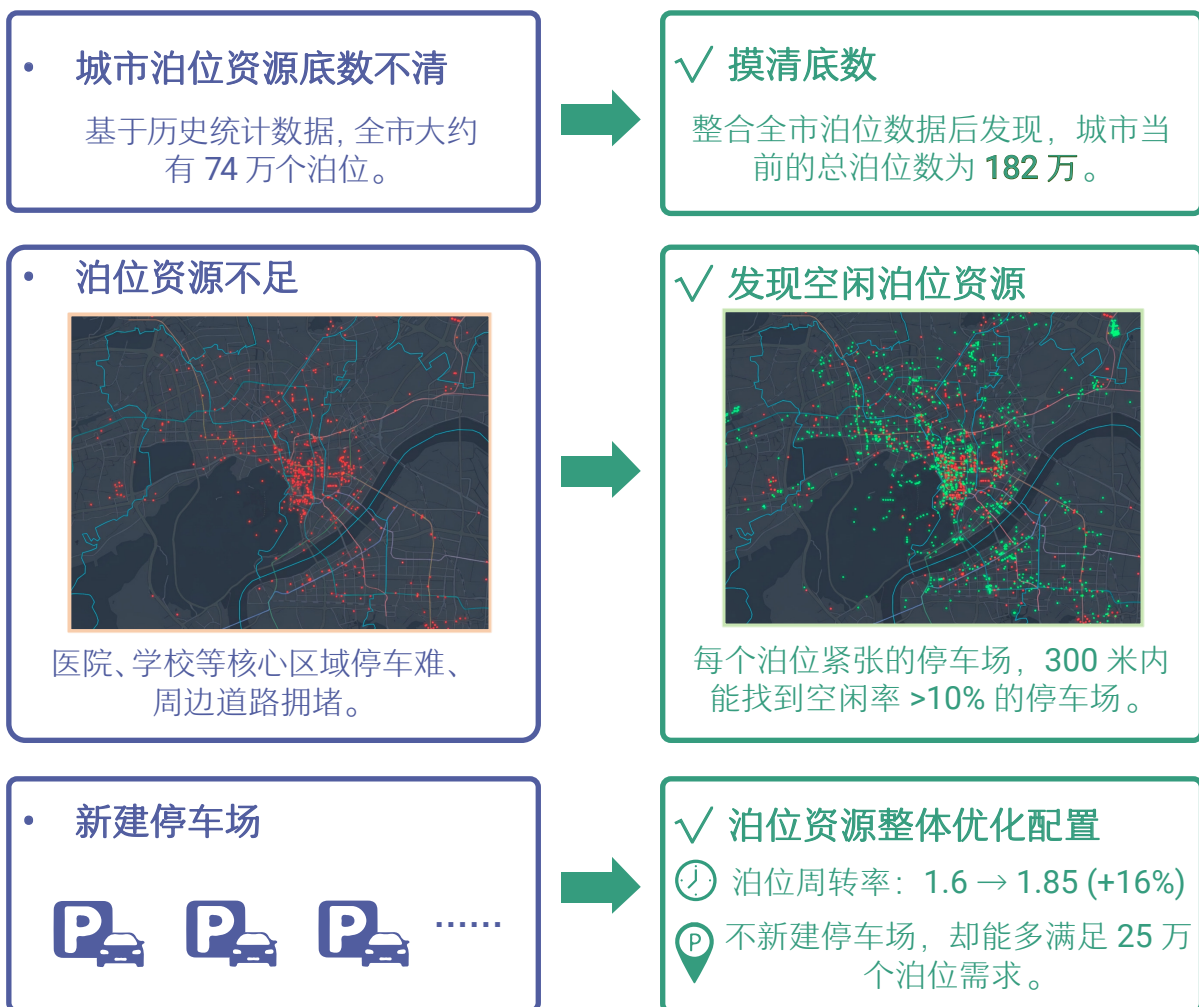 • 城市泊位资源底数不清
基于历史统计数据, 全市大约
有 74 万个泊位。
√ 摸清底数
整合全市泊位数据后发现，城市当
前的总泊位数为 182 万。
• 泊位资源不足
医院、学校等核心区域停车难、
周边道路拥堵。
√ 发现空闲泊位资源
每个泊位紧张的停车场，300 米内
能找到空闲率 >10% 的停车场。
• 新建停车场
P P P ……
√ 泊位资源整体优化配置
泊位周转率：1.6 → 1.85 (+16%)
P 不新建停车场，却能多满足 25 万
个泊位需求。